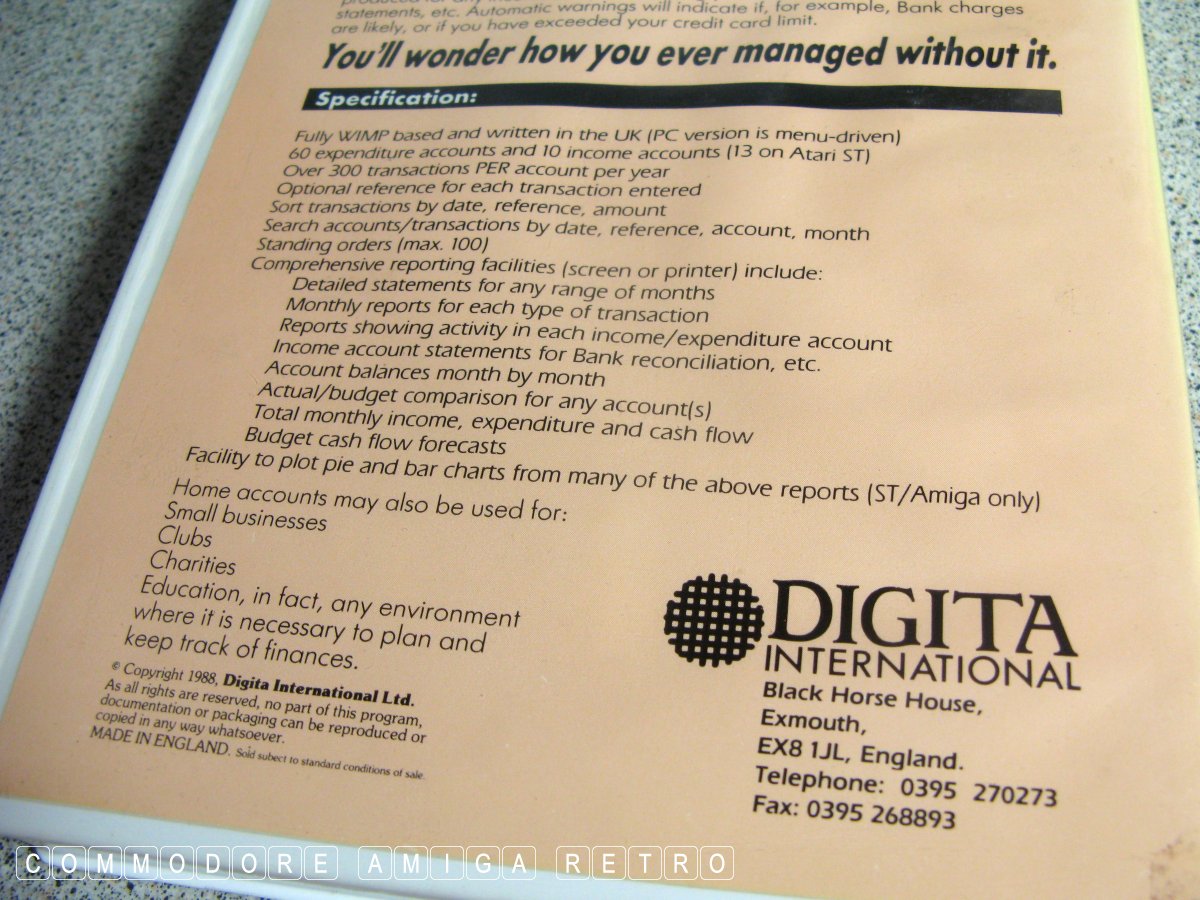 statements, etc. Automatic warnings will indicate if, for example, Bank charges
are likely, or if you have exceeded your credit card limit.
You'll wonder how you ever managed without it.
Specification:
Fully WIMP based and written in the UK (PC version is menu-driven)
60 expenditure accounts and 10 income accounts (13 on Atari ST)
Over 300 transactions PER account per year
Optional reference for each transaction entered
Sort transactions by date, reference, amount
Search accounts/transactions by date, reference, account, month
Standing orders (max. 100)
Comprehensive reporting facilities (screen or printer) include:
Detailed statements for any range of months
Monthly reports for each type of transaction
Reports showing activity in each income/expenditure account
Income account statements for Bank reconciliation, etc.
Account balances month by month
Actual/budget comparison for any account(s)
Total monthly income, expenditure and cash flow
Budget cash flow forecasts
Facility to plot pie and bar charts from many of the above reports (ST/Amiga only)
Home accounts may also be used for:
Small businesses
Clubs
Charities
Education, in fact, any environment
where it is necessary to plan and
keep track of finances.
© Copyright 1988, Digita International Ltd.
As all rights are reserved, no part of this program,
documentation or packaging can be reproduced or
copied in any way whatsoever.
MADE IN ENGLAND. Sold subect to standard conditions of sale.
DIGITA
INTERNATIONAL
Black Horse House,
Exmouth,
EX8 1JL, England.
Telephone: 0395 270273
Fax: 0395 268893
COMMODORE AMIGA RETRO